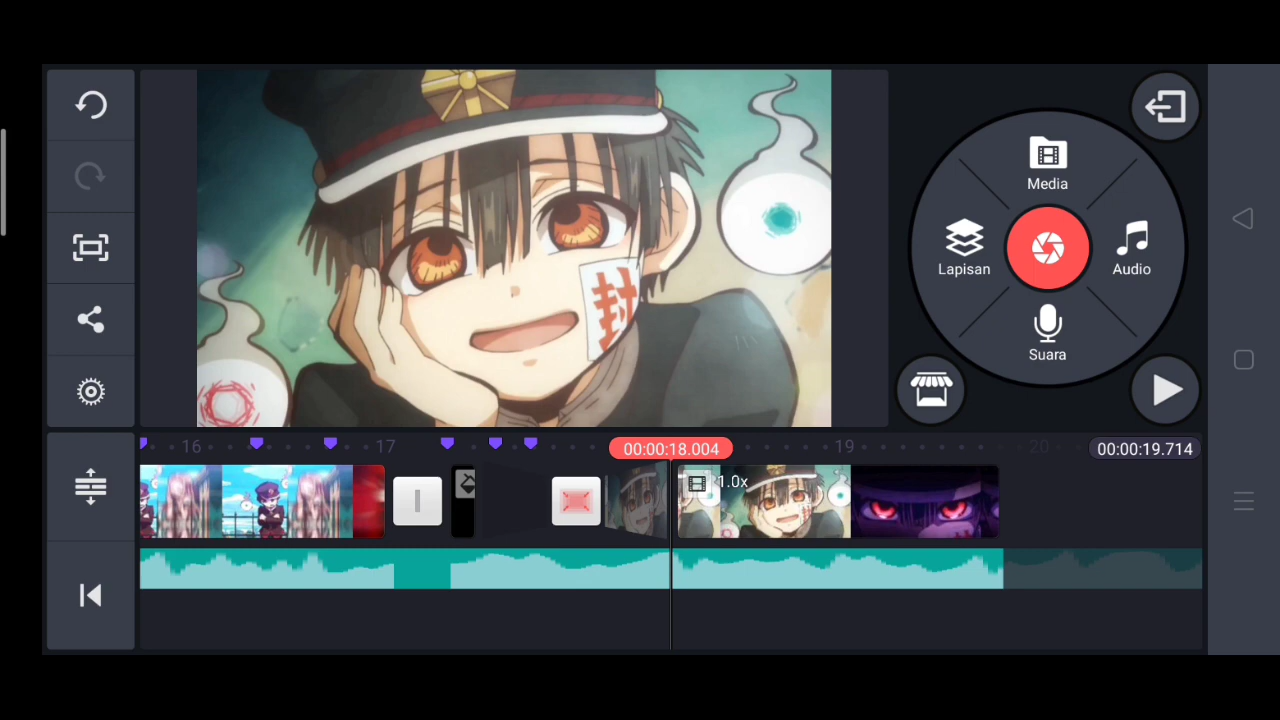 封
Media
Lapisan
Audio
Suara
16
17
00:00:18.004
19
20
00:00:19.714
1.0x